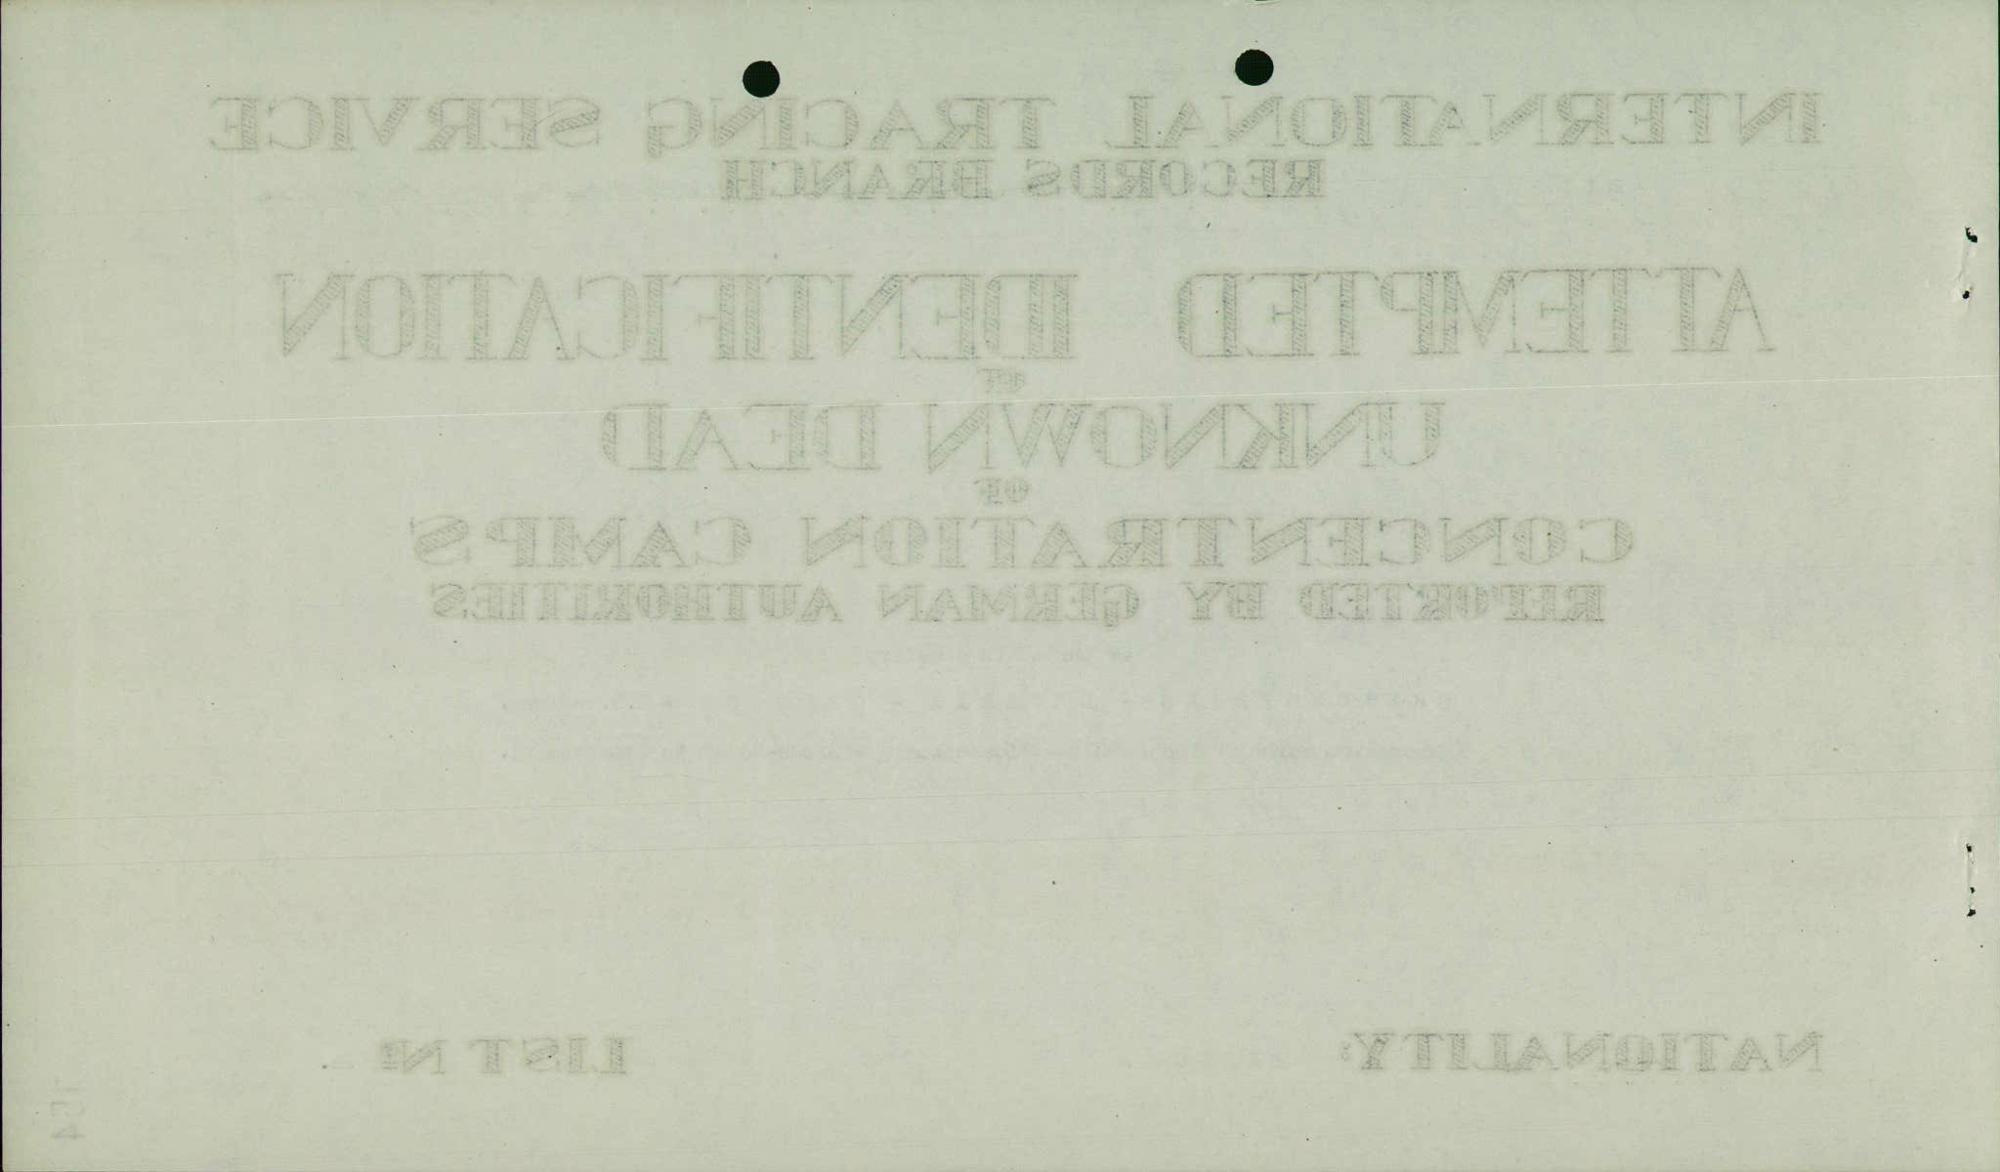 INTERNATIONAL TRACING SERVICE
RECORDS BRANCH
ATTEMPTED IDENTIFICATION
OF
UNKNOWN DEAD
OF
CONCENTRATION CAMPS
REPORTED BY GERMAN AUTHORITIES
NATIONALITY:
LIST №